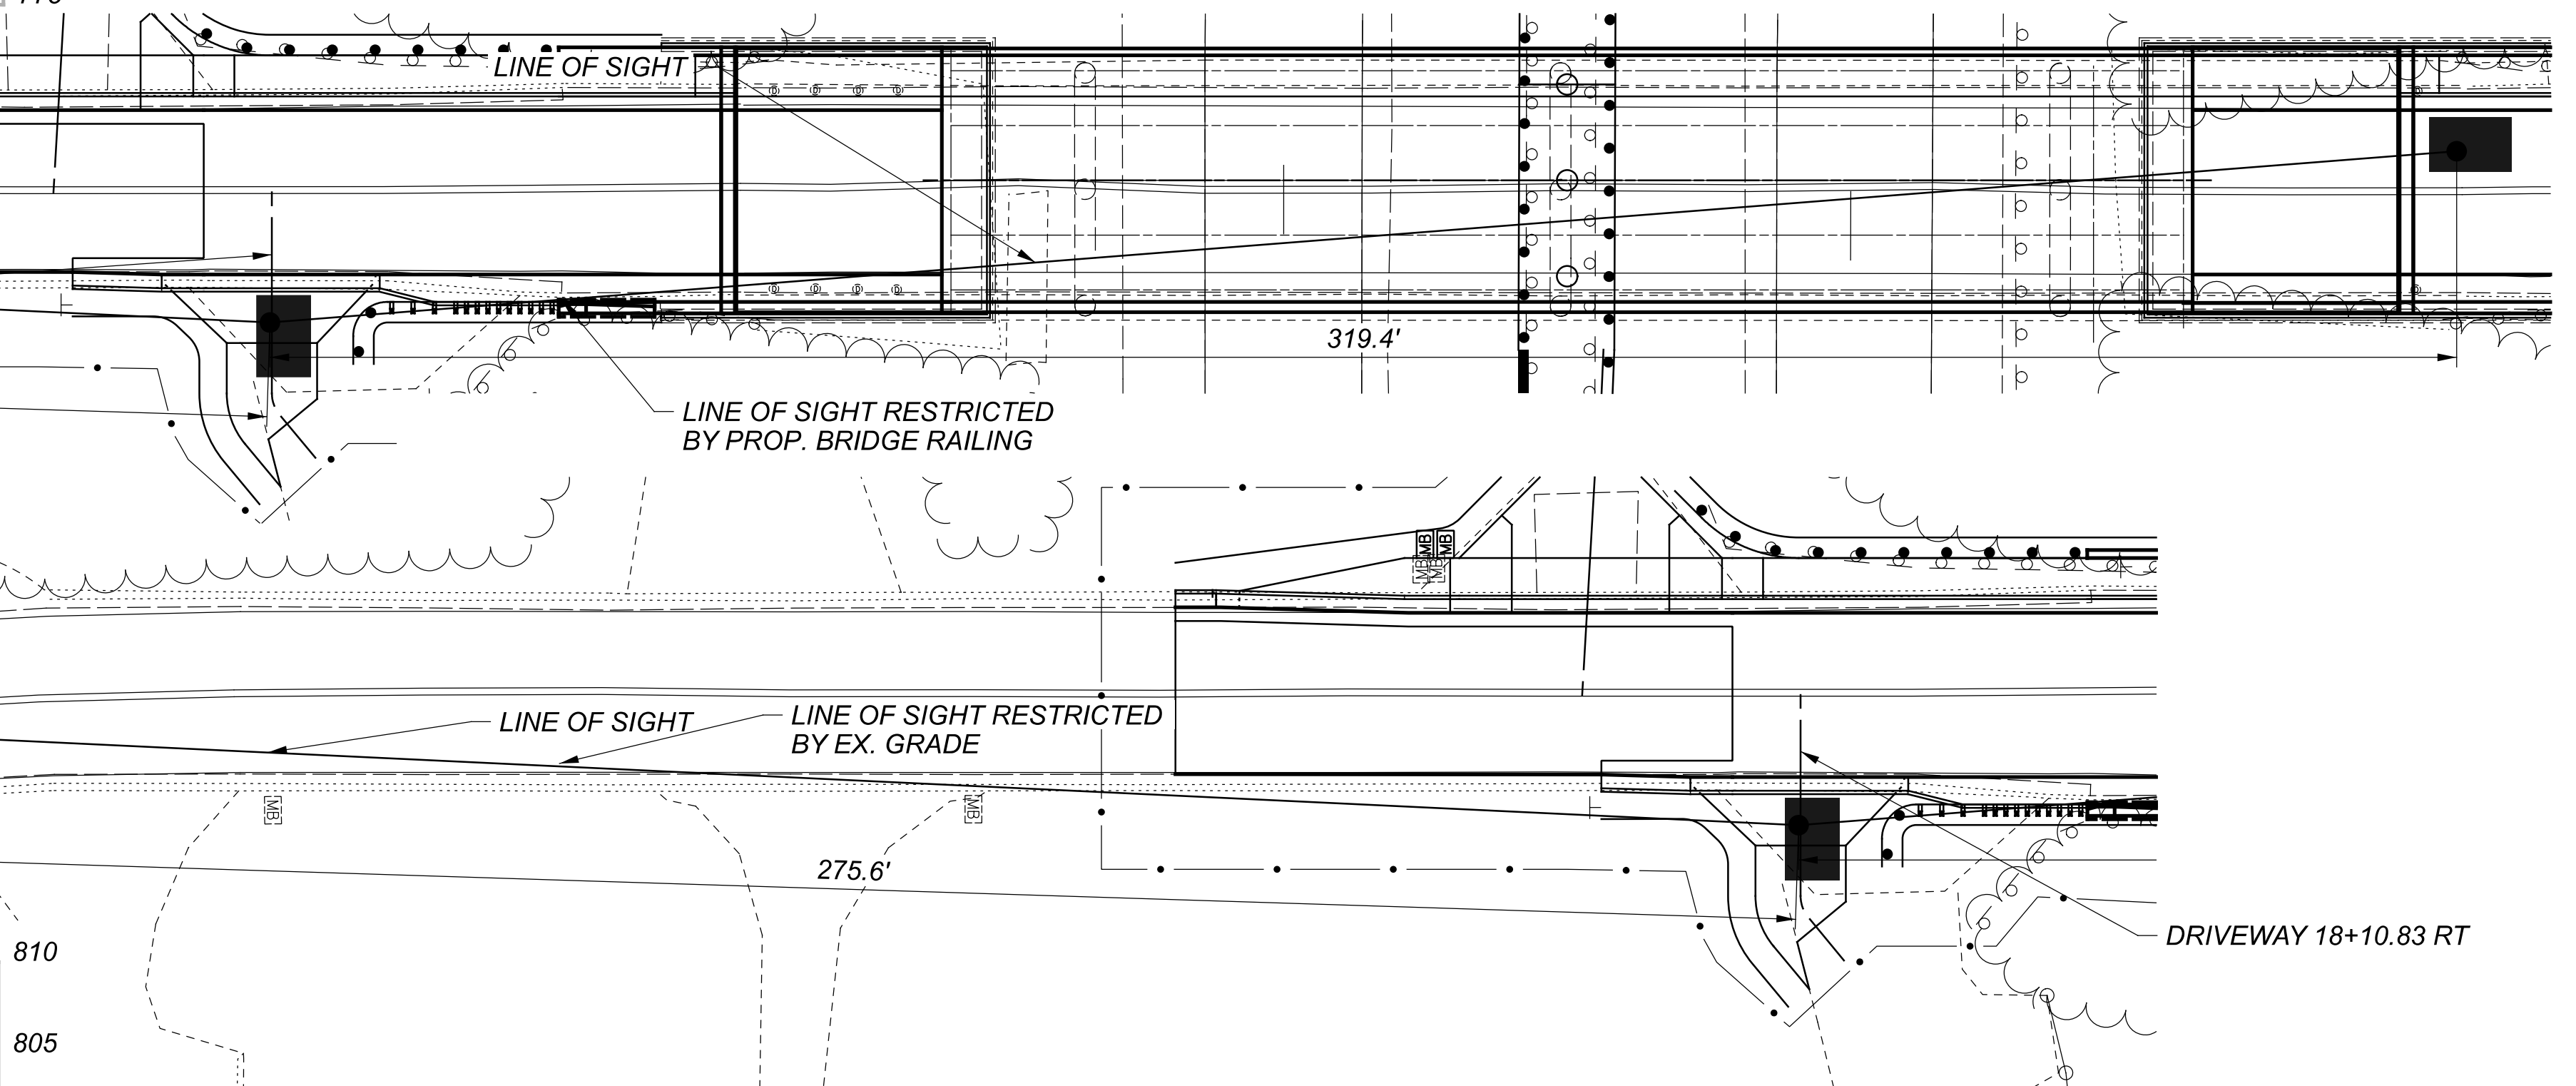 LINE OF SIGHT
319.4'
LINE OF SIGHT RESTRICTED
BY PROP. BRIDGE RAILING
MB
MB
MB
MB
LINE OF SIGHT
LINE OF SIGHT RESTRICTED
BY EX. GRADE
MB
MB
275.6'
DRIVEWAY 18+10.83 RT
810
805